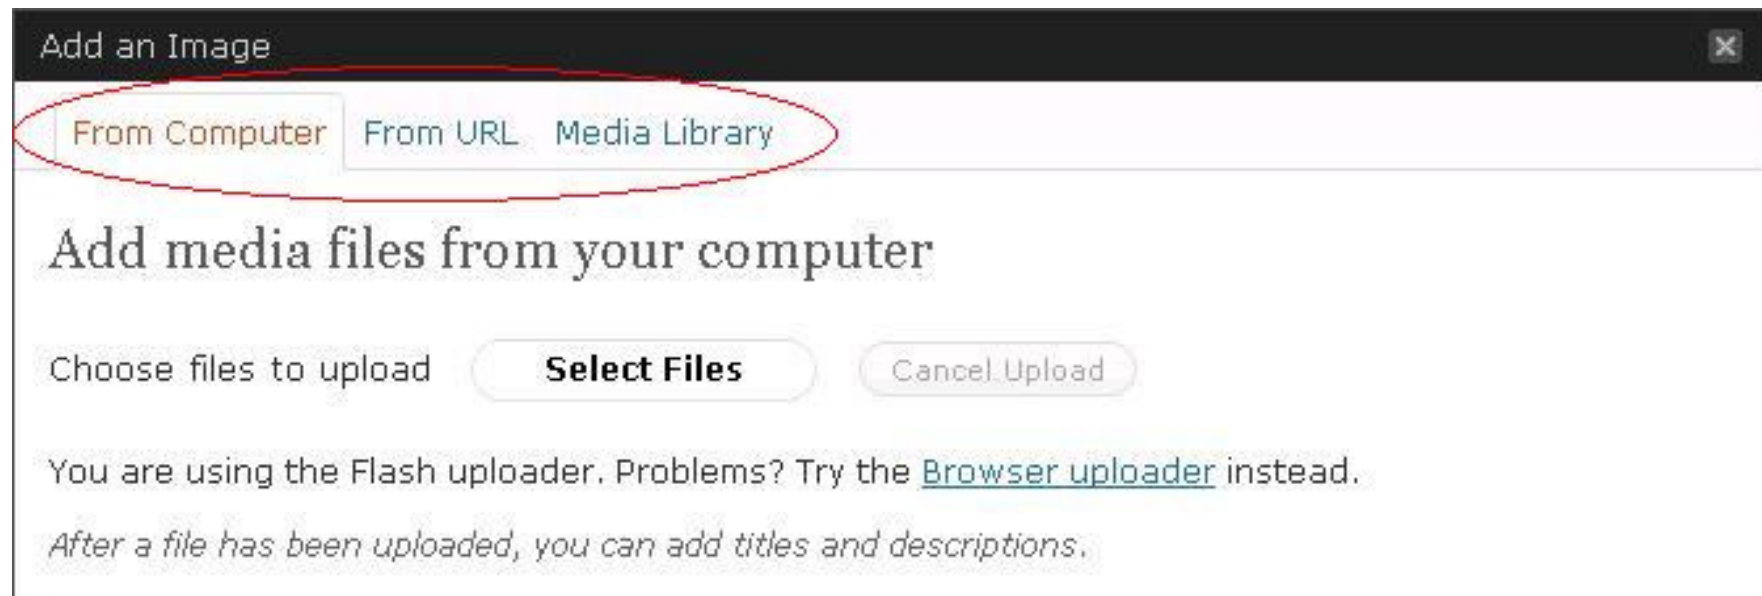 Add an Image
From Computer From URL Media Library
Add media files from your computer
Choose files to upload Select Files Cancel Upload
You are using the Flash uploader. Problems? Try the Browser uploader instead.
After a file has been uploaded, you can add titles and descriptions.